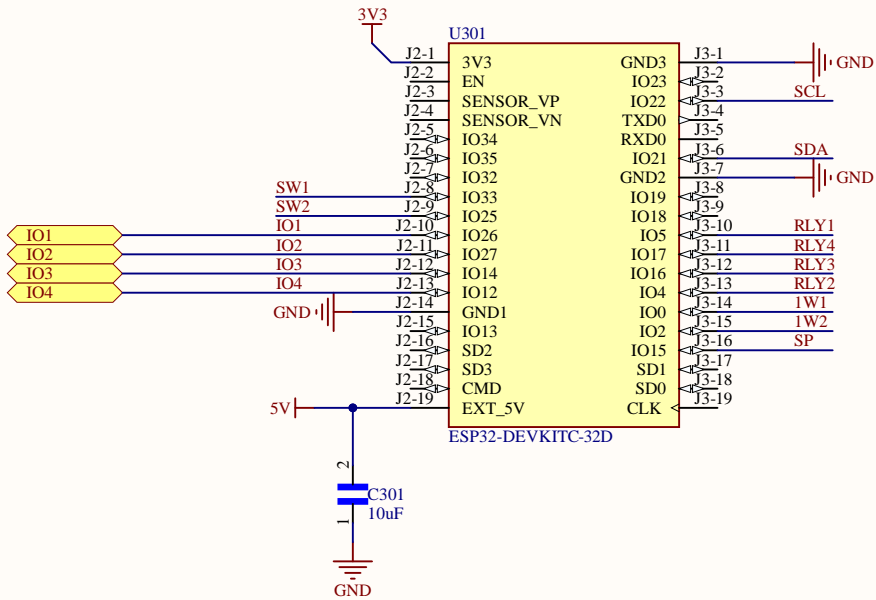 3V3
U301
J2-1 3V3 GND3 J3-1 GND
J2-2 EN IO23 J3-2
J2-3 SENSOR_VP IO22 J3-3 SCL
J2-4 SENSOR_VN TXD0 J3-4
J2-5 IO34 RXD0 J3-5
J2-6 IO35 IO21 J3-6 SDA
J2-7 IO32 GND2 J3-7 GND
SW1 J2-8 IO33 IO19 J3-8
SW2 J2-9 IO25 IO18 J3-9
IO1 IO1 J2-10 IO26 IO5 J3-10 RLY1
IO2 IO2 J2-11 IO27 IO17 J3-11 RLY4
IO3 IO3 J2-12 IO14 IO16 J3-12 RLY3
IO4 IO4 J2-13 IO12 IO4 J3-13 RLY2
GND J2-14 GND1 IO0 J3-14 1W1
J2-15 IO13 IO2 J3-15 1W2
J2-16 SD2 IO15 J3-16 SP
J2-17 SD3 SD1 J3-17
J2-18 CMD SD0 J3-18
5V J2-19 EXT_5V CLK J3-19
ESP32-DEVKITC-32D
2
C301
10uF
1
GND